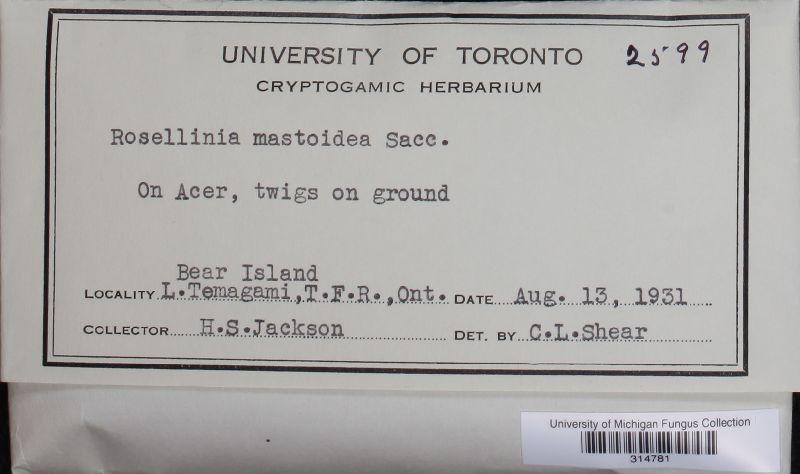 UNIVERSITY OF TORONTO 2599
CRYPTOGAMIC HERBARIUM
Rosellinia mastoidea Sacc.
On Acer, twigs on ground
Bear Island
LOCALITY L.Temagami,T.F.R.,Ont. DATE Aug. 13, 1931
COLLECTOR H.S.Jackson DET. BY C.L.Shear
University of Michigan Fungus Collection
314781